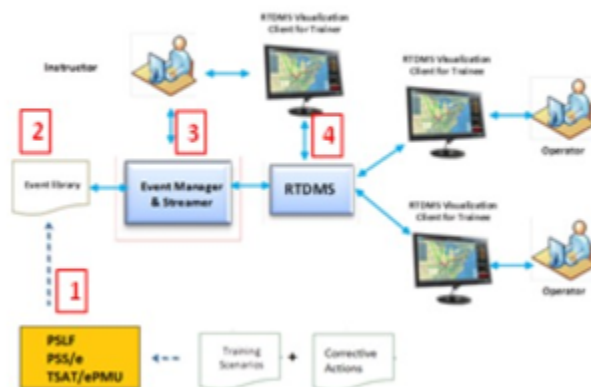 RTDMS Visualization
Client for Trainer
Instructor
RTDMS Visualization
Client for Trainee
2
3
4
Operator
Event library
Event Manager
& Streamer
RTDMS
RTDMS Visualization
Client for Trainee
1
Operator
PSLF
PSS/e
TSAT/ePMU
Training
Scenarios
+
Corrective
Actions